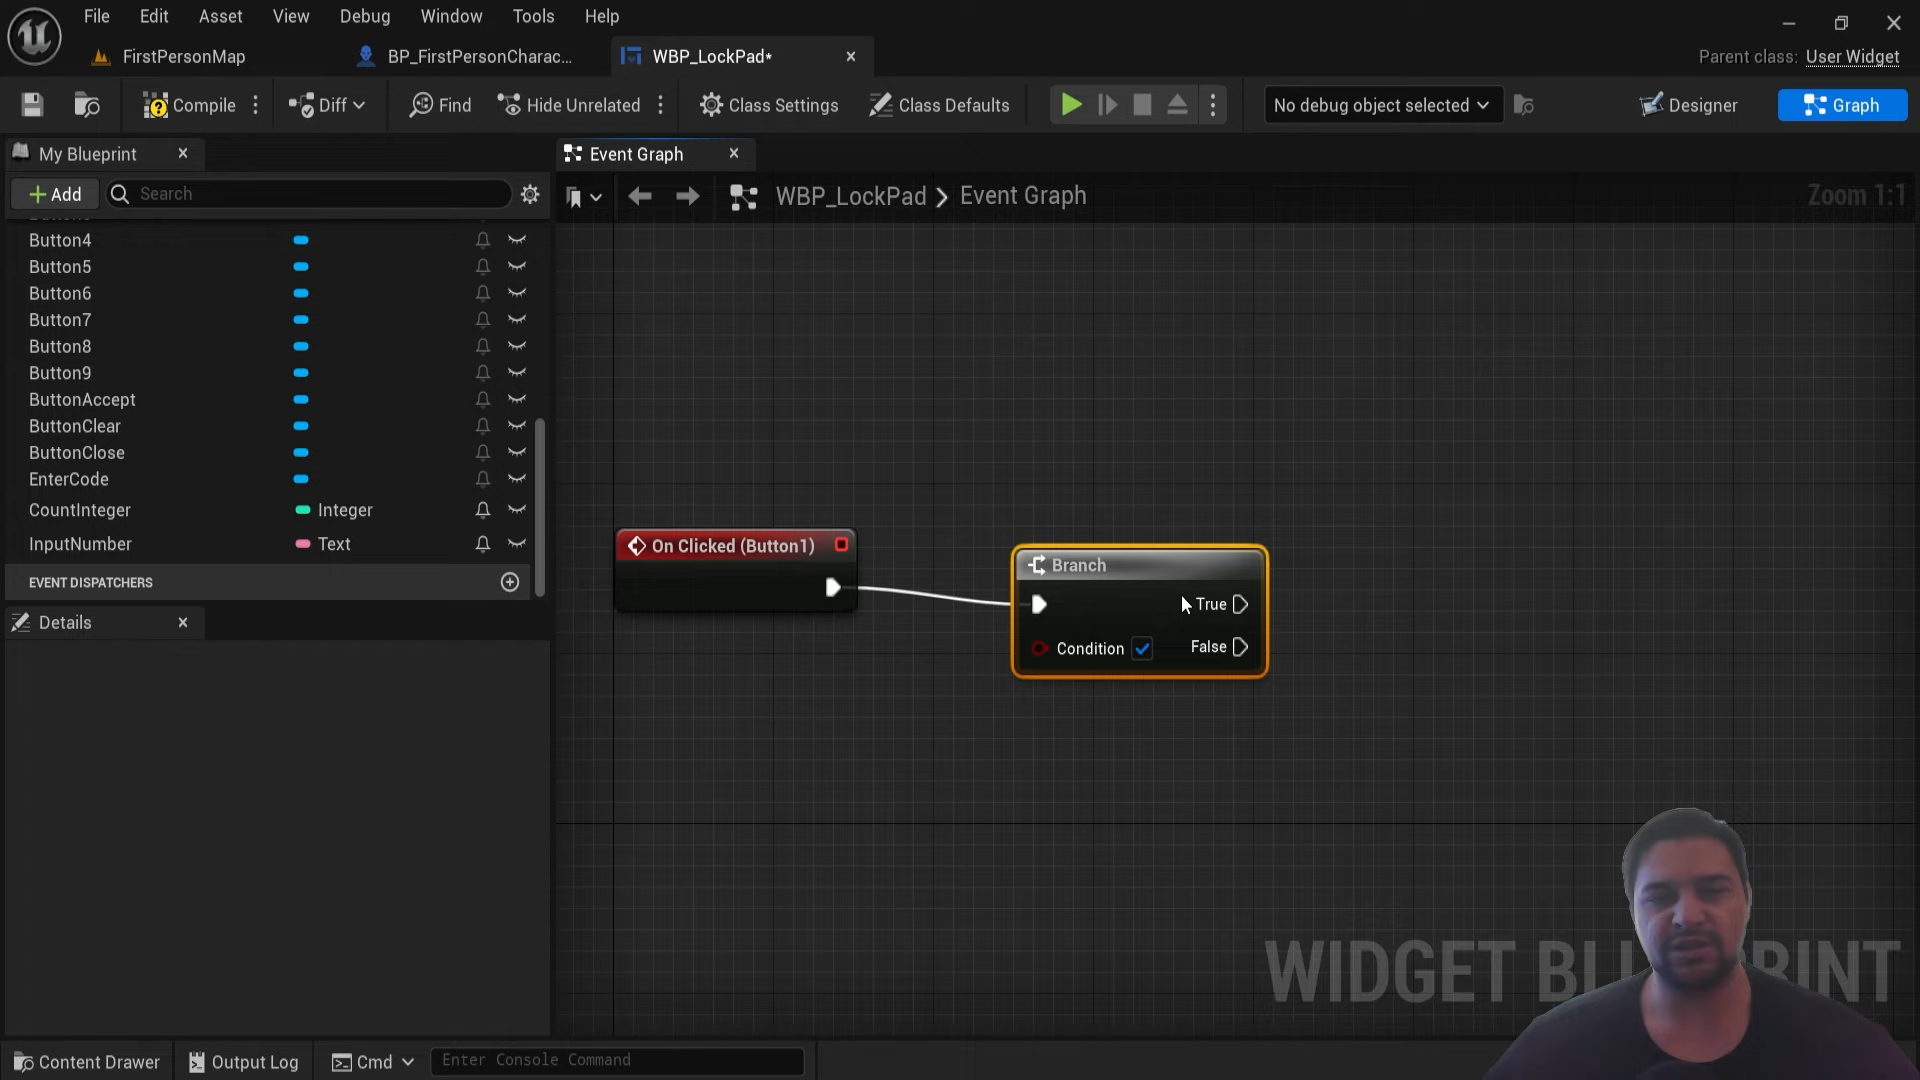 File Edit Asset View Debug Window Tools Help
FirstPersonMap
BP_FirstPersonCharac...
WBP_LockPad*
Parent class: User Widget
Compile
Diff
Find
Hide Unrelated
Class Settings
Class Defaults
No debug object selected
Designer
Graph
My Blueprint
Event Graph
Add
Search
WBP_LockPad
Event Graph
Zoom 1:1
Button4
Button5
Button6
Button7
Button8
Button9
ButtonAccept
ButtonClear
ButtonClose
EnterCode
CountInteger Integer
InputNumber Text
EVENT DISPATCHERS
Details
On Clicked (Button1)
Branch
True
Condition
False
WIDGET
Content Drawer
Output Log
Cmd
Enter Console Command